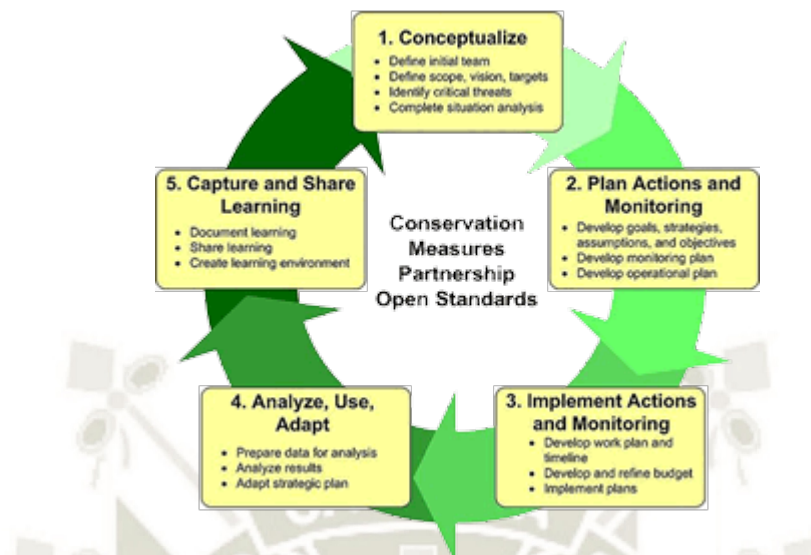 1. Conceptualize
• Define initial team
• Define scope, vision, targets
• Identify critical threats
• Complete situation analysis
2. Plan Actions and
Monitoring
• Develop goals, strategies,
assumptions, and objectives
• Develop monitoring plan
• Develop operational plan
3. Implement Actions
and Monitoring
• Develop work plan and
timeline
• Develop and refine budget
• Implement plans
4. Analyze, Use,
Adapt
• Prepare data for analysis
• Analyze results
• Adapt strategic plan
5. Capture and Share
Learning
• Document learning
• Share learning
• Create learning environment
Conservation
Measures
Partnership
Open Standards